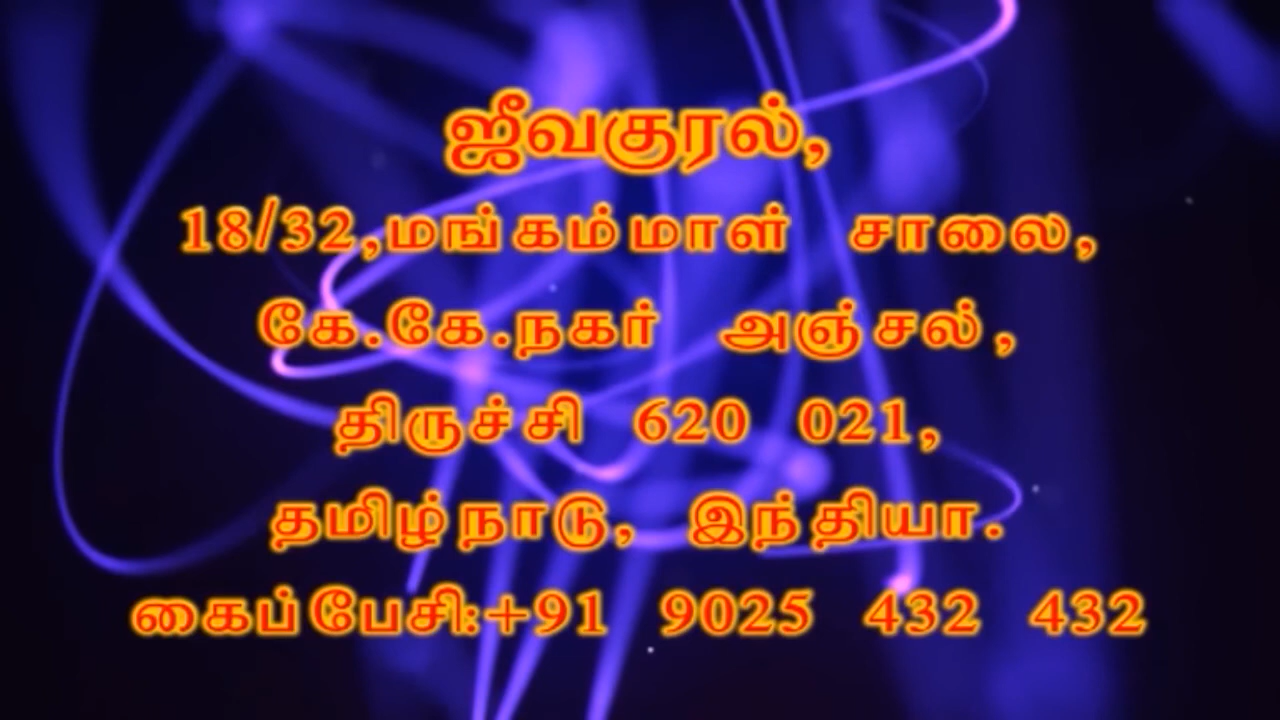 ஜீவகுரல்,
18/32,மங்கம்மாள் சாலை,
கே.கே.நகர் அஞ்சல்,
திருச்சி 620 021,
தமிழ்நாடு, இந்தியா.
கைப்பேசி:+91 9025 432 432